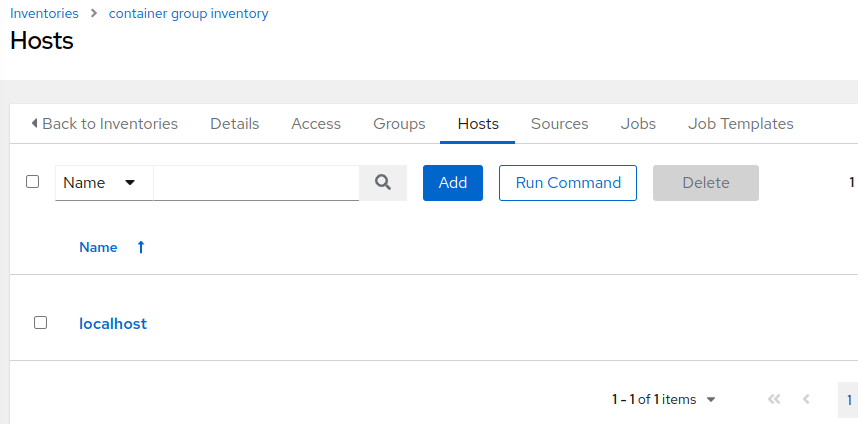 Inventories > container group inventory
Hosts
Back to Inventories Details Access Groups Hosts Sources Jobs Job Templates
Name Add Run Command Delete 1
Name
localhost
1 - 1 of 1 items 1